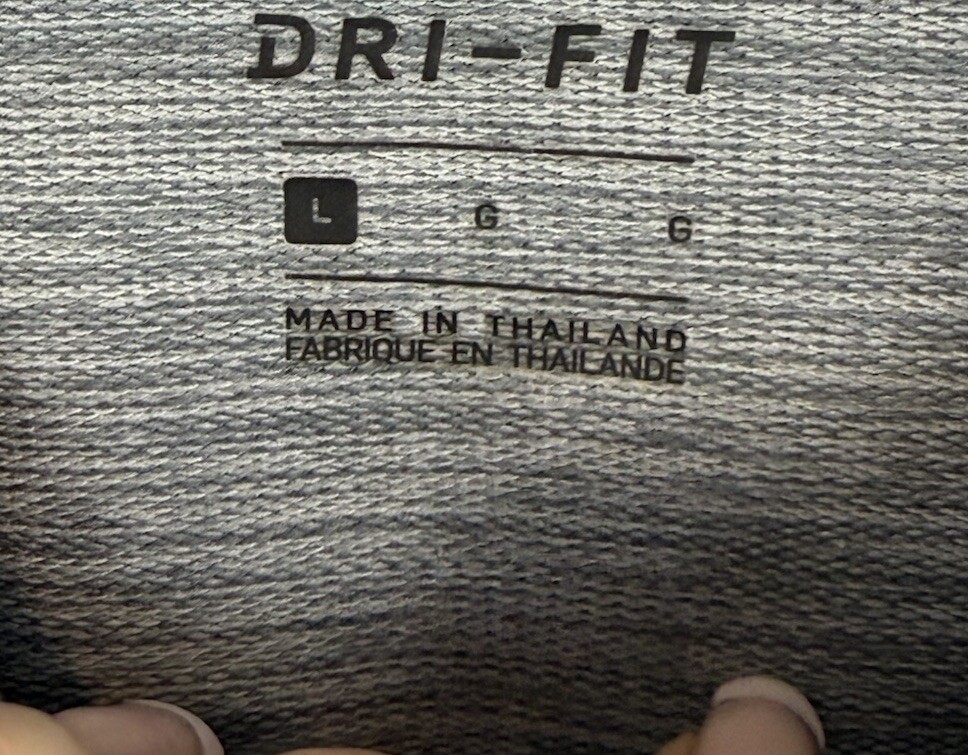 DRI-FIT
L G G
MADE IN THAILAND
FABRIQUE EN THAILANDE